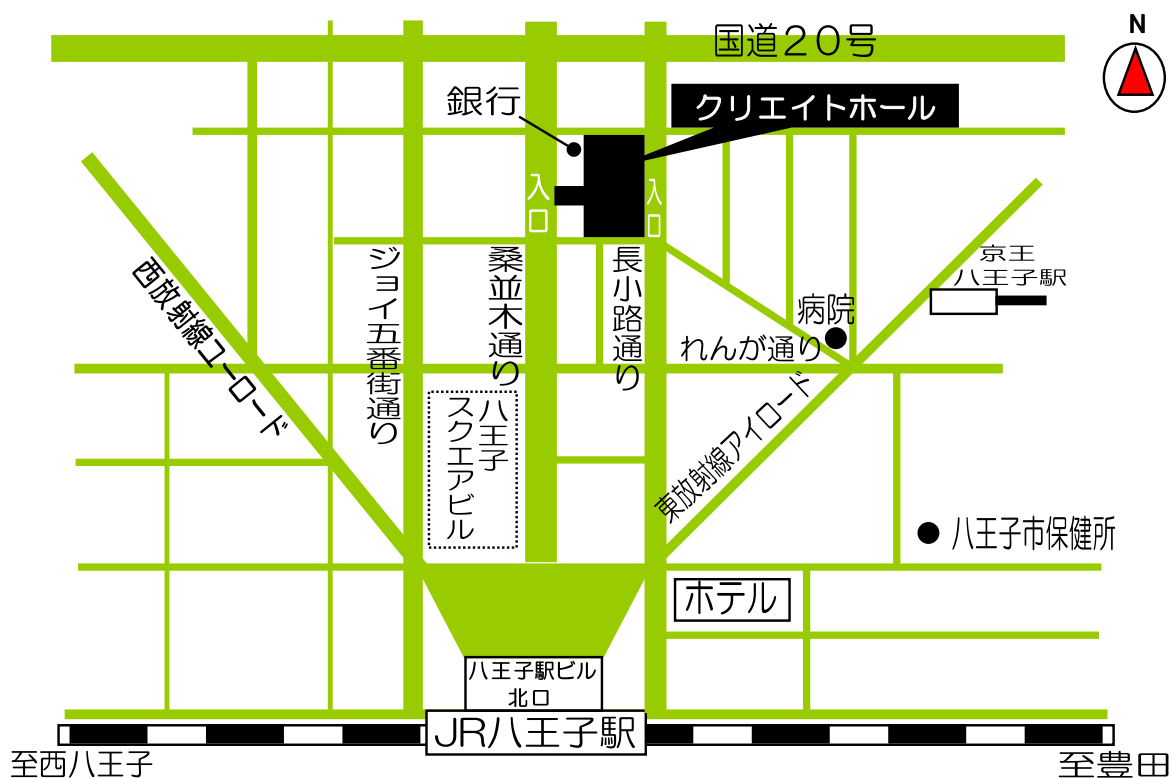 N
国道２０号
銀行
クリエイトホール
入口
入口
京王
八王子駅
西放射線ユーロード
ジョイ五番街通り
桑並木通り
長小路通り
病院
れんが通り
八王子
スクエアビル
東放射線アイロード
八王子市保健所
ホテル
八王子駅ビル
北口
JR八王子駅
至西八王子
至豊田